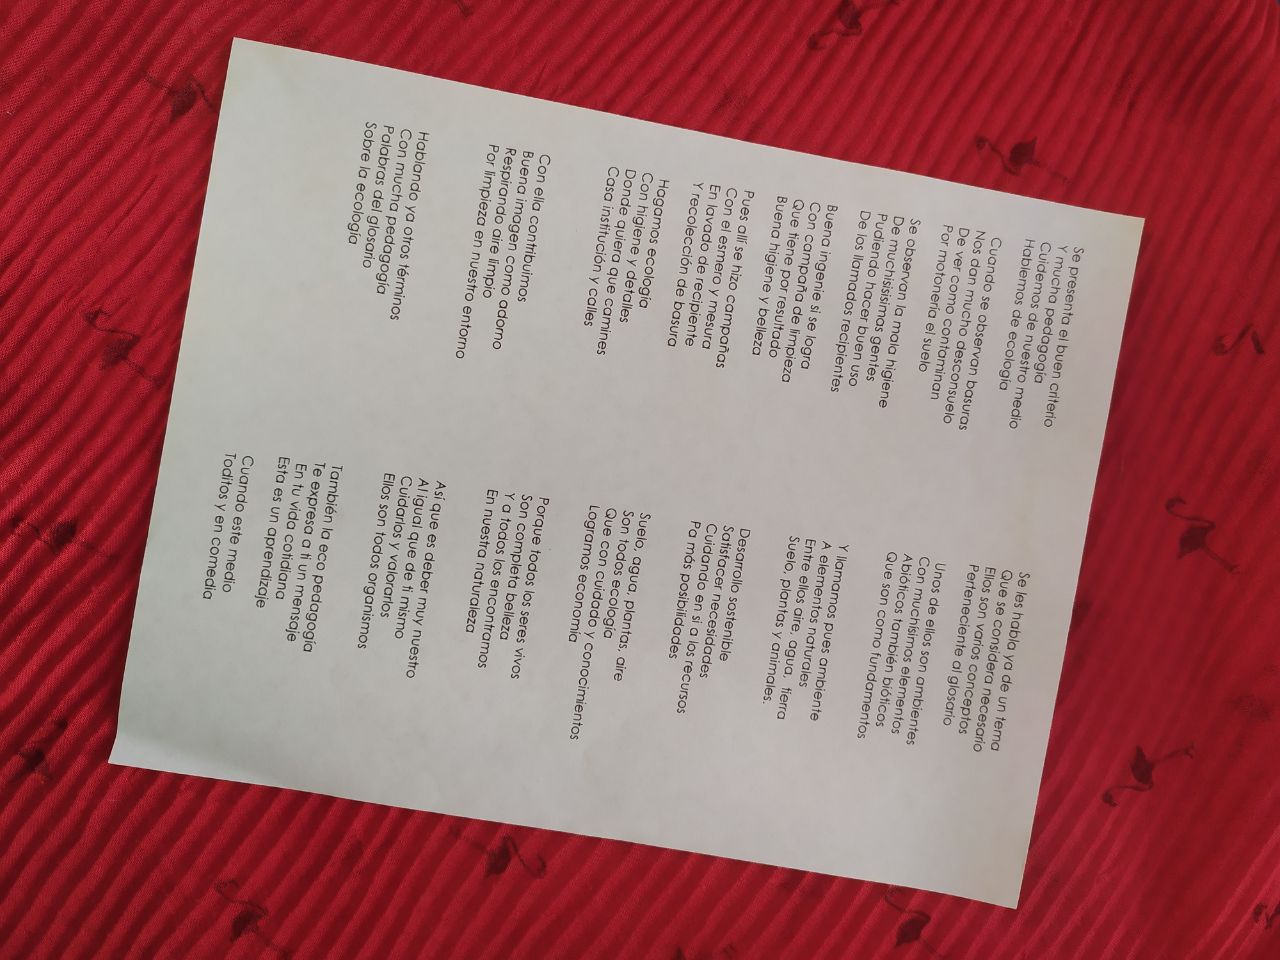 Se presenta el buen criterio
Y mucha pedagogía
Cuidemos de nuestro medio
Hablemos de ecología
Cuando se observan basuras
Nos dan mucho desconsuelo
De ver como contaminan
Por motonería el suelo
Se observan la mala higiene
De muchisísisimas gentes
Pudiendo hacer buen uso
De los llamados recipientes
Buena ingenie si se logra
Con campaña de limpieza
Que tiene por resultado
Buena higiene y belleza
Pues allí se hizo campañas
Con el esmero y mesura
En lavado de recipiente
Y recolección de basura
Hagamos ecología
Con higiene y detalles
Donde quiera que camines
Casa institución y calles
Con ella contribuimos
Buena imagen como adorno
Respirando aire limpio
Por limpieza en nuestro entorno
Hablando ya otros términos
Con mucha pedagogía
Palabras del glosario
Sobre la ecología
Se les habla ya de un tema
Que se considera necesario
Ellos son varios conceptos
Perteneciente al glosario
Unos de ellos son ambientes
Con muchísimos elementos
Abióticos también bióticos
Que son como fundamentos
Y llamamos pues ambiente
A elementos naturales
Entre ellos aire, agua, tierra
Suelo, plantas y animales.
Desarrollo sostenible
Satisfacer necesidades
Cuidando en si a los recursos
Pa más posibilidades
Suelo, agua, plantas, aire
Son todos ecología
Que con cuidado y conocimientos
Logramos economía
Porque todos los seres vivos
Son completa belleza
Y a todos los encontramos
En nuestra naturaleza
Así que es deber muy nuestro
Al igual que de ti mismo
Cuidarlos y valorarlos
Ellos son todos organismos
También la eco pedagogía
Te expresa a ti un mensaje
En tu vida cotidiana
Esta es un aprendizaje
Cuando este medio
Toditos y en comedia